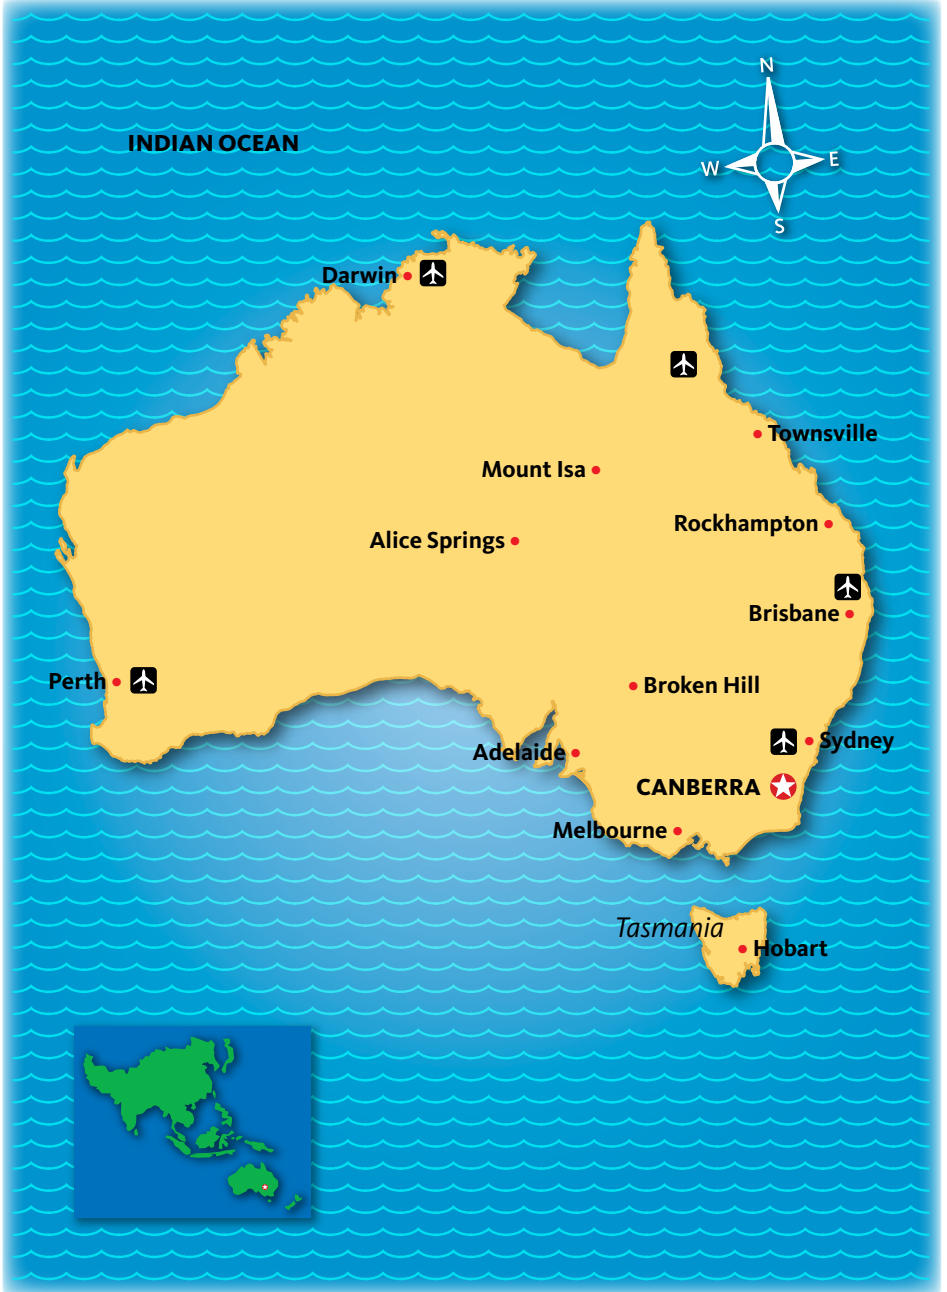 N
INDIAN OCEAN
W
E
S
Darwin
Townsville
Mount Isa
Rockhampton
Alice Springs
Brisbane
Perth
Broken Hill
Sydney
Adelaide
CANBERRA
Melbourne
Tasmania
Hobart